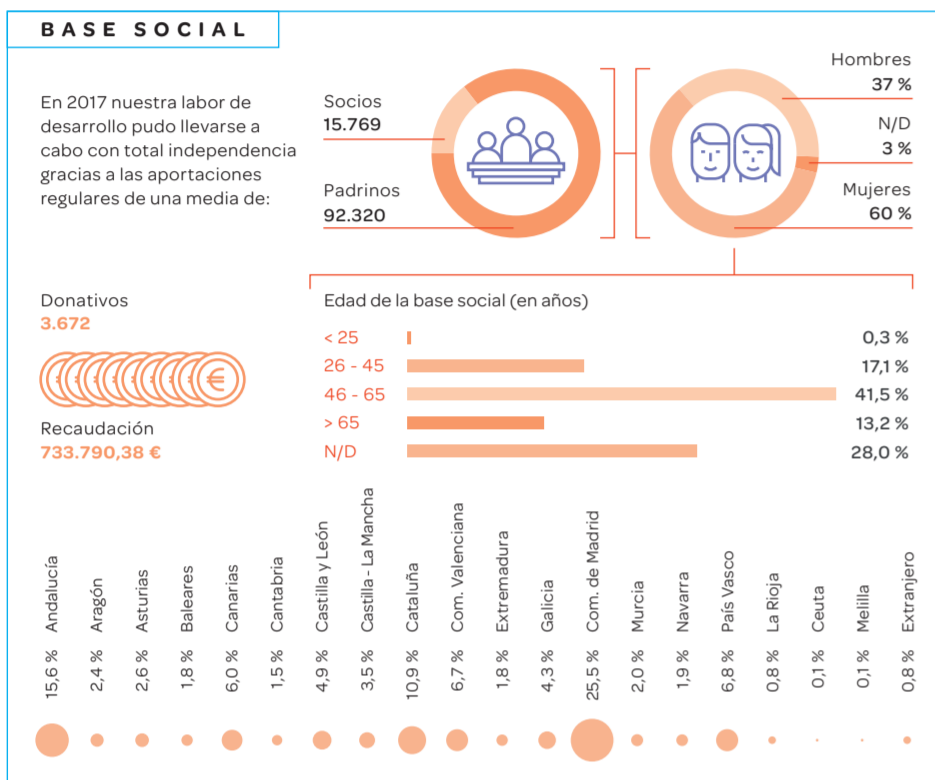 BASE SOCIAL
En 2017 nuestra labor de
desarrollo pudo llevarse a
cabo con total independencia
gracias a las aportaciones
regulares de una media de:
Socios
15.769
Padrinos
92.320
Hombres
37 %
N/D
3 %
Mujeres
60 %
Donativos
3.672
€
Recaudación
733.790,38 €
Edad de la base social (en años)
< 25 0,3 %
26 - 45 17,1 %
46 - 65 41,5 %
> 65 13,2 %
N/D 28,0 %
15,6 % Andalucía
2,4 % Aragón
2,6 % Asturias
1,8 % Baleares
6,0 % Canarias
1,5 % Cantabria
4,9 % Castilla y León
3,5 % Castilla - La Mancha
10,9 % Cataluña
6,7 % Com. Valenciana
1,8 % Extremadura
4,3 % Galicia
25,5 % Com. de Madrid
2,0 % Murcia
1,9 % Navarra
6,8 % País Vasco
0,8 % La Rioja
0,1 % Ceuta
0,1 % Melilla
0,8 % Extranjero